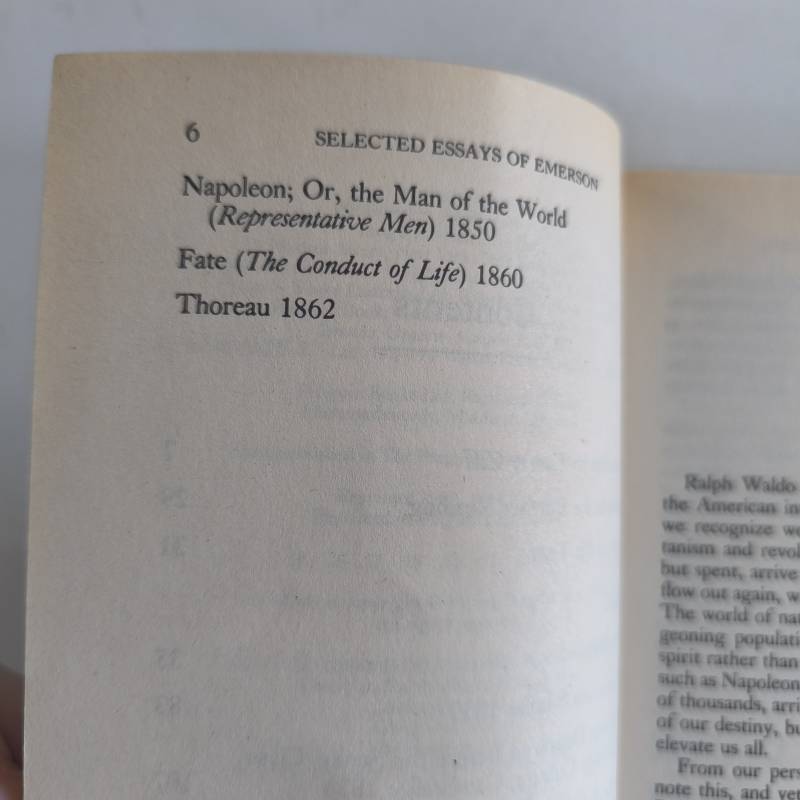 6 SELECTED ESSAYS OF EMERSON
Napoleon; Or, the Man of the World
(Representative Men) 1850
Fate (The Conduct of Life) 1860
Thoreau 1862
Ralph Waldo
the American in
we recognize we
tanism and revol
but spent, arrive
flow out again, w
The world of nat
geoning populati
spirit rather than
such as Napoleon
of thousands, arri
of our destiny, bu
elevate us all.
From our pers
note this, and yet